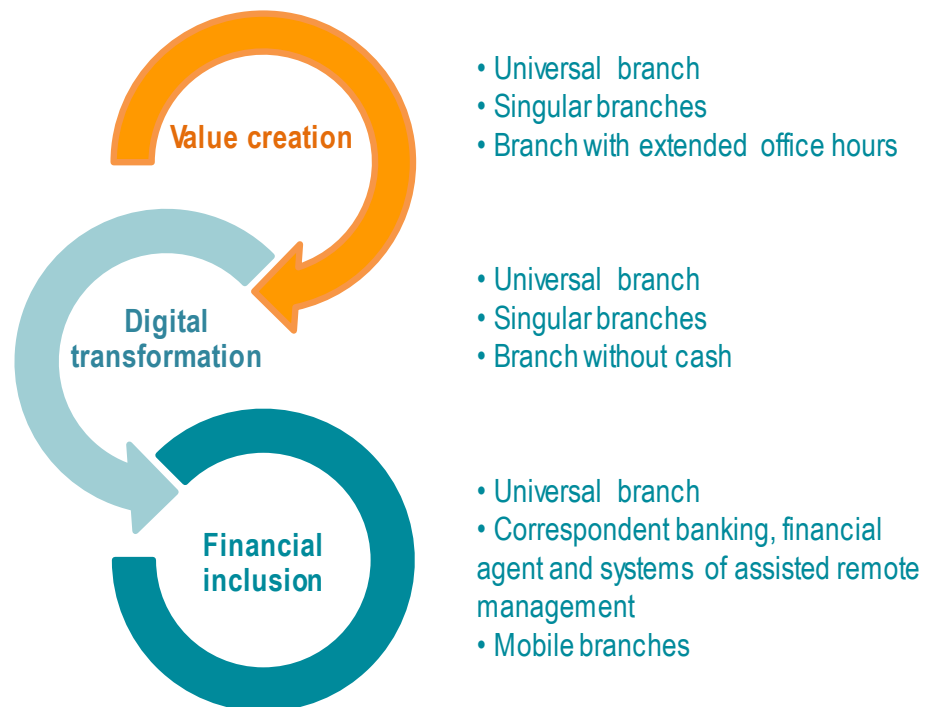 Value creation
• Universal branch
• Singular branches
• Branch with extended office hours
Digital
transformation
• Universal branch
• Singular branches
• Branch without cash
Financial
inclusion
• Universal branch
• Correspondent banking, financial
agent and systems of assisted remote
management
• Mobile branches